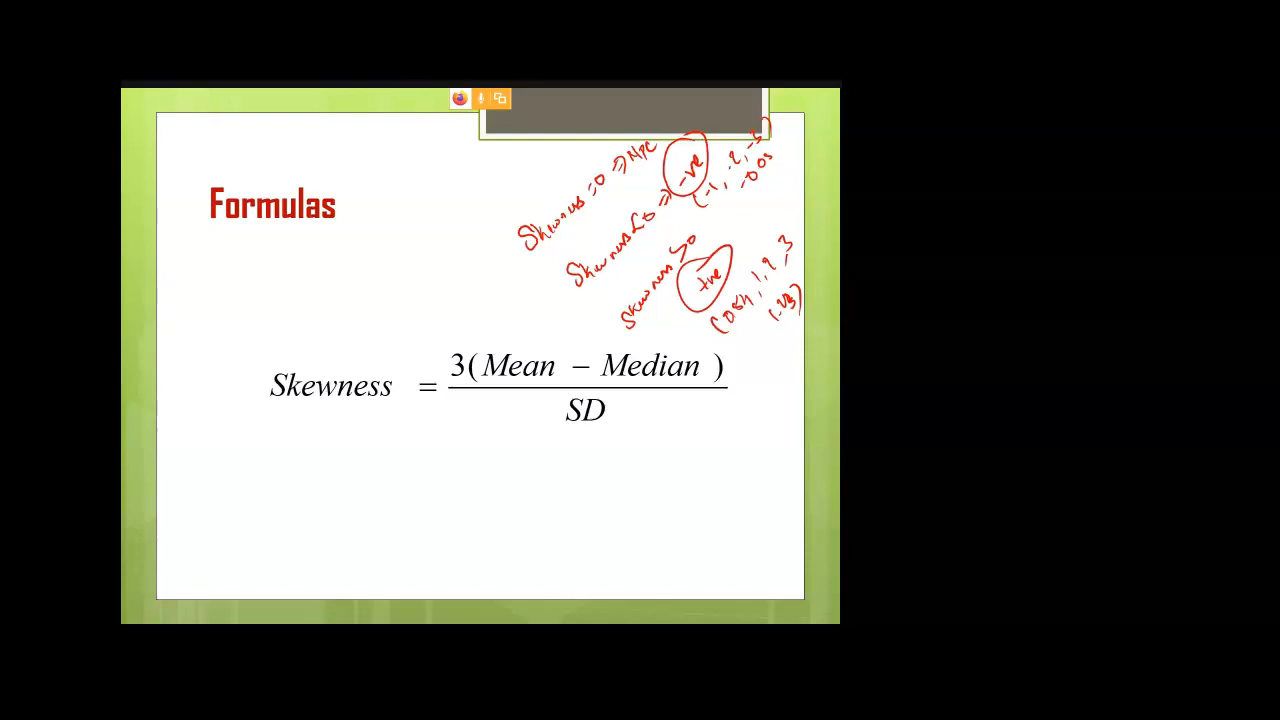 Formulas
Skewness = 0 ⇒ NPC
Skewness < 0 ⇒ -ve
Skewness > 0 +ve
Skewness = 3( Mean − Median ) / SD